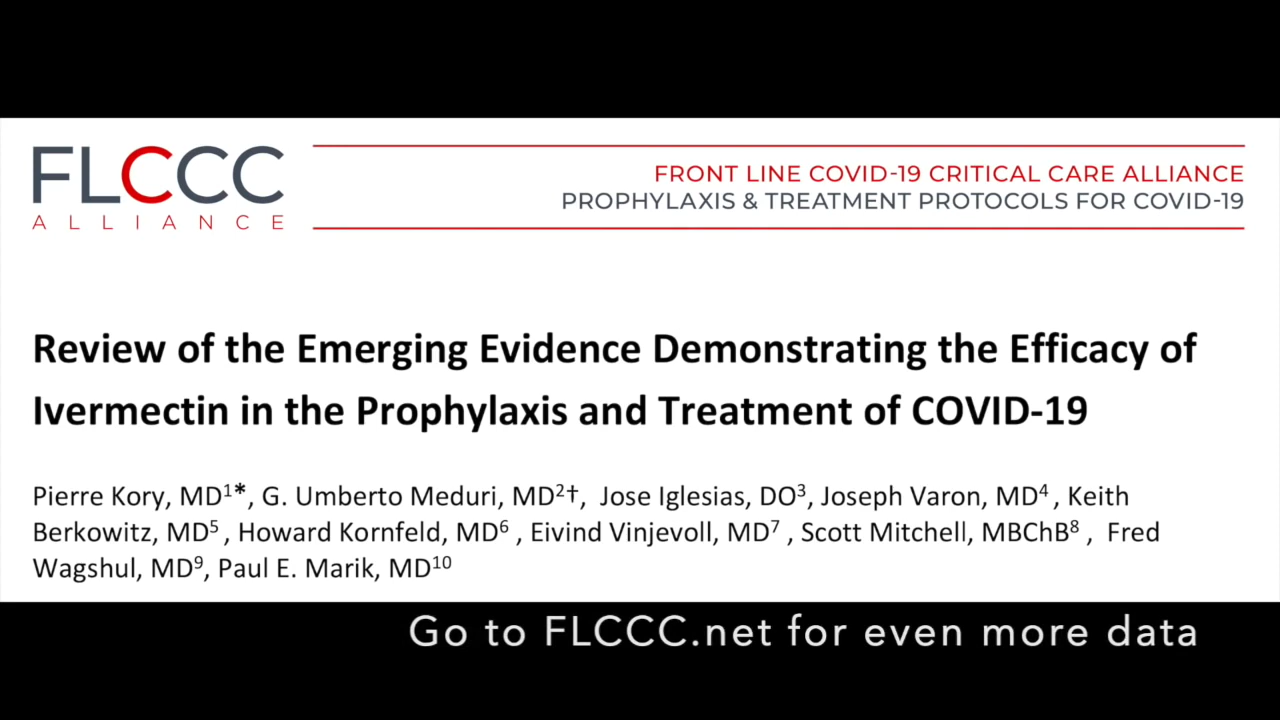 FLCCC
ALLIANCE
FRONT LINE COVID-19 CRITICAL CARE ALLIANCE
PROPHYLAXIS & TREATMENT PROTOCOLS FOR COVID-19
Review of the Emerging Evidence Demonstrating the Efficacy of
Ivermectin in the Prophylaxis and Treatment of COVID-19
Pierre Kory, MD¹*, G. Umberto Meduri, MD²†, Jose Iglesias, DO³, Joseph Varon, MD⁴ , Keith
Berkowitz, MD⁵ , Howard Kornfeld, MD⁶ , Eivind Vinjevoll, MD⁷ , Scott Mitchell, MBChB⁸ , Fred
Wagshul, MD⁹, Paul E. Marik, MD¹⁰
Go to FLCCC.net for even more data